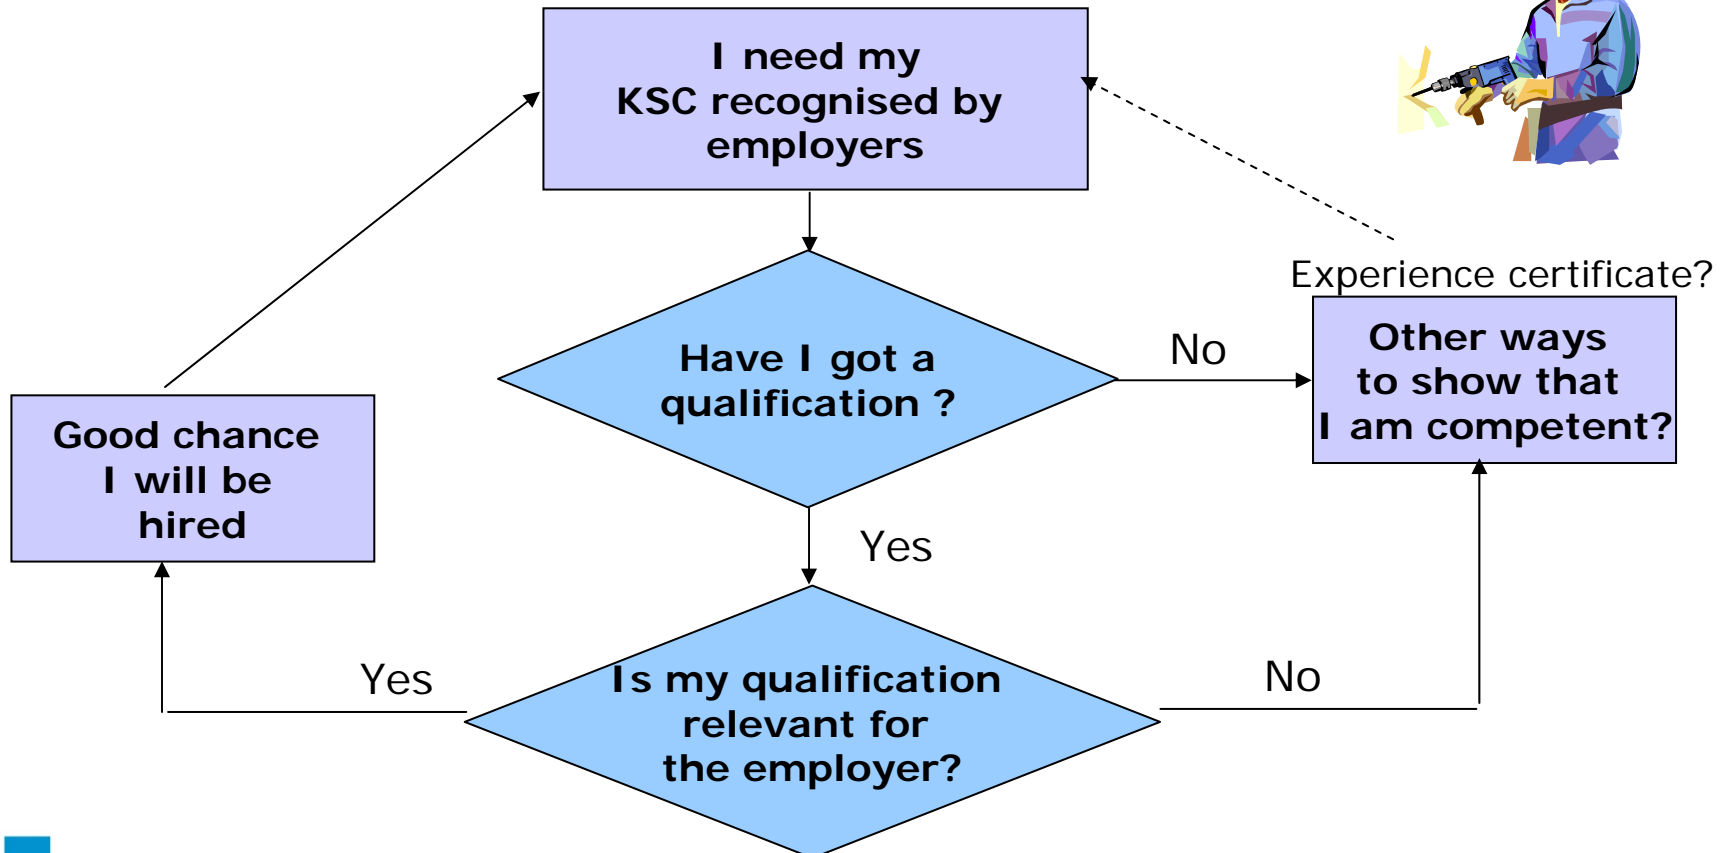 I need my
KSC recognised by
employers
Experience certificate?
Have I got a
qualification ?
No
Other ways
to show that
I am competent?
Good chance
I will be
hired
Yes
Yes
Is my qualification
relevant for
the employer?
No